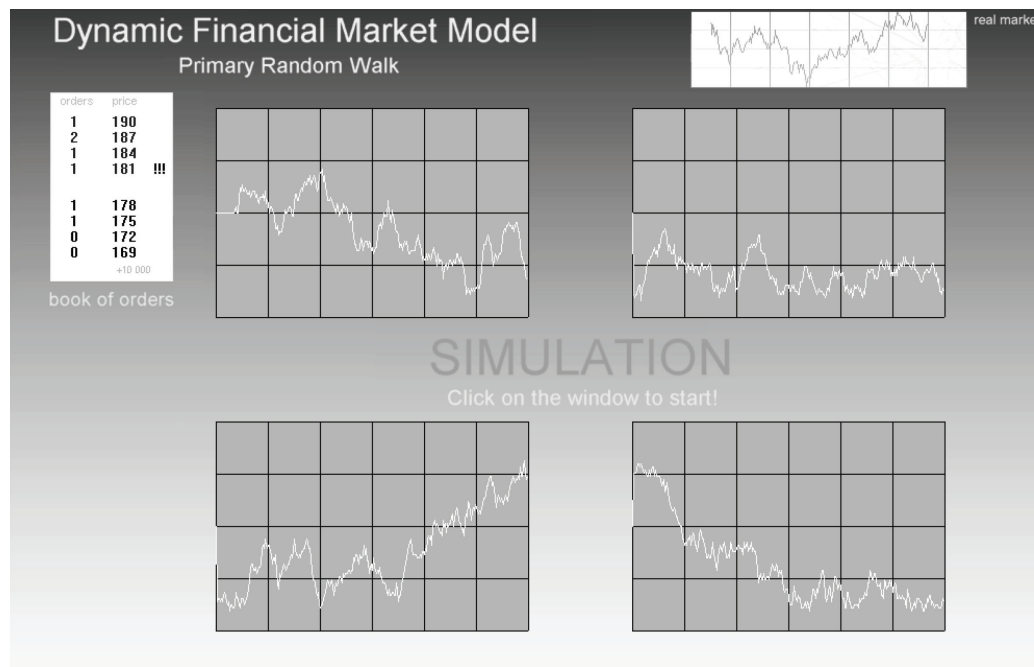 Dynamic Financial Market Model
Primary Random Walk
real marke
orders price
1 190
2 187
1 184
1 181 !!!
1 178
1 175
0 172
0 169
+10 000
book of orders
SIMULATION
Click on the window to start!